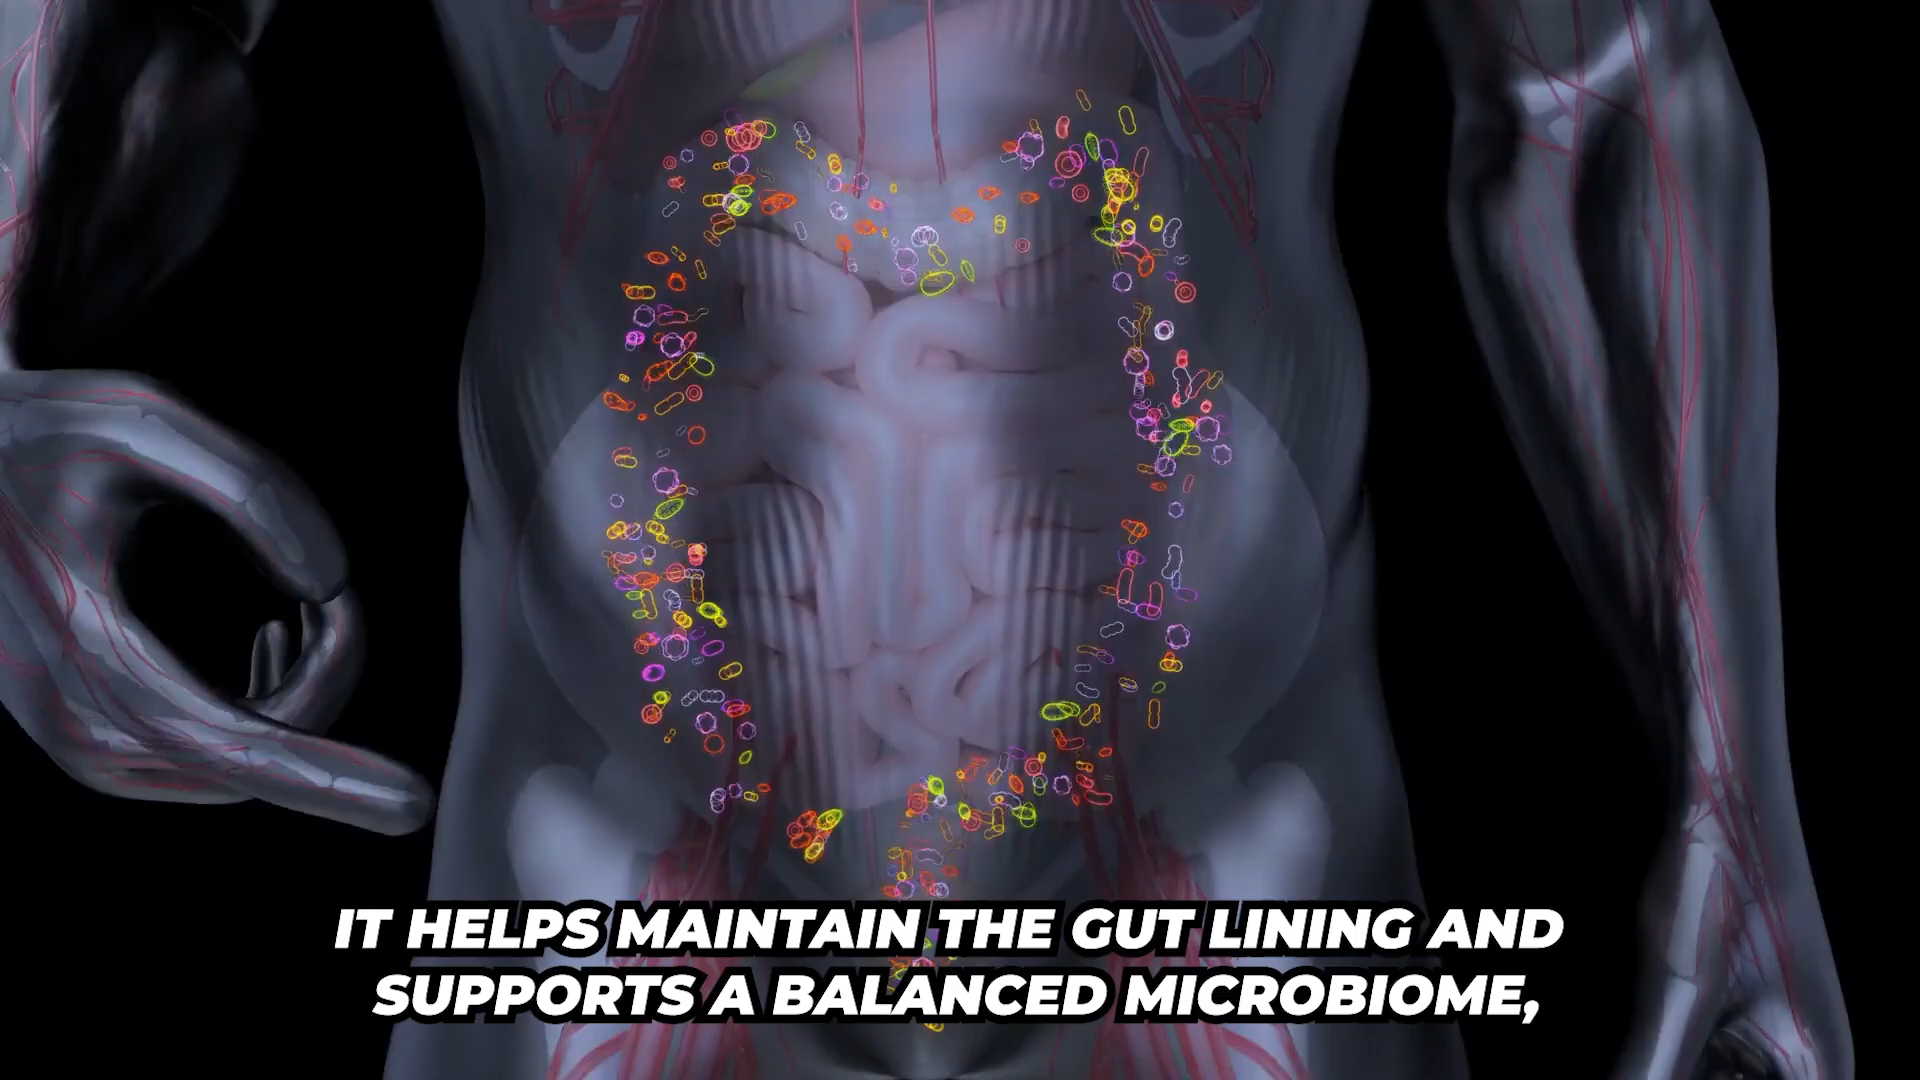 IT HELPS MAINTAIN THE GUT LINING AND
SUPPORTS A BALANCED MICROBIOME,